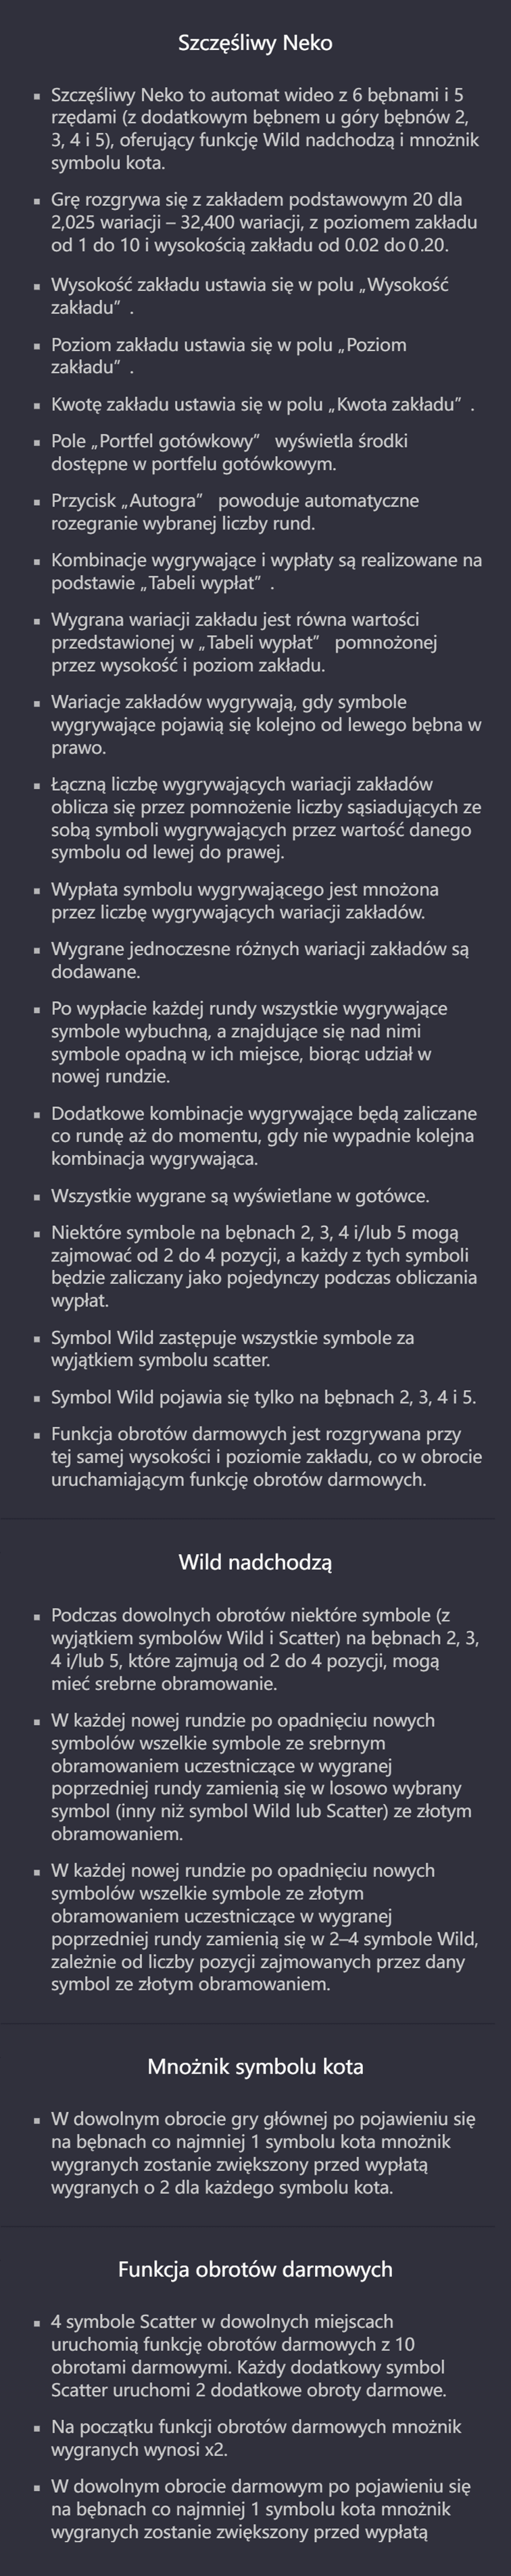 Szczęśliwy Neko
▪ Szczęśliwy Neko to automat wideo z 6 bębnami i 5
rzędami (z dodatkowym bębnem u góry bębnów 2,
3, 4 i 5), oferujący funkcję Wild nadchodzą i mnożnik
symbolu kota.
▪ Grę rozgrywa się z zakładem podstawowym 20 dla
2,025 wariacji – 32,400 wariacji, z poziomem zakładu
od 1 do 10 i wysokością zakładu od 0.02 do 0.20.
▪ Wysokość zakładu ustawia się w polu „Wysokość
zakładu” .
▪ Poziom zakładu ustawia się w polu „Poziom
zakładu” .
▪ Kwotę zakładu ustawia się w polu „Kwota zakładu” .
▪ Pole „Portfel gotówkowy” wyświetla środki
dostępne w portfelu gotówkowym.
▪ Przycisk „Autogra” powoduje automatyczne
rozegranie wybranej liczby rund.
▪ Kombinacje wygrywające i wypłaty są realizowane na
podstawie „Tabeli wypłat” .
▪ Wygrana wariacji zakładu jest równa wartości
przedstawionej w „Tabeli wypłat” pomnożonej
przez wysokość i poziom zakładu.
▪ Wariacje zakładów wygrywają, gdy symbole
wygrywające pojawią się kolejno od lewego bębna w
prawo.
▪ Łączną liczbę wygrywających wariacji zakładów
oblicza się przez pomnożenie liczby sąsiadujących ze
sobą symboli wygrywających przez wartość danego
symbolu od lewej do prawej.
▪ Wypłata symbolu wygrywającego jest mnożona
przez liczbę wygrywających wariacji zakładów.
▪ Wygrane jednoczesne różnych wariacji zakładów są
dodawane.
▪ Po wypłacie każdej rundy wszystkie wygrywające
symbole wybuchną, a znajdujące się nad nimi
symbole opadną w ich miejsce, biorąc udział w
nowej rundzie.
▪ Dodatkowe kombinacje wygrywające będą zaliczane
co rundę aż do momentu, gdy nie wypadnie kolejna
kombinacja wygrywająca.
▪ Wszystkie wygrane są wyświetlane w gotówce.
▪ Niektóre symbole na bębnach 2, 3, 4 i/lub 5 mogą
zajmować od 2 do 4 pozycji, a każdy z tych symboli
będzie zaliczany jako pojedynczy podczas obliczania
wypłat.
▪ Symbol Wild zastępuje wszystkie symbole za
wyjątkiem symbolu scatter.
▪ Symbol Wild pojawia się tylko na bębnach 2, 3, 4 i 5.
▪ Funkcja obrotów darmowych jest rozgrywana przy
tej samej wysokości i poziomie zakładu, co w obrocie
uruchamiającym funkcję obrotów darmowych.
Wild nadchodzą
▪ Podczas dowolnych obrotów niektóre symbole (z
wyjątkiem symbolów Wild i Scatter) na bębnach 2, 3,
4 i/lub 5, które zajmują od 2 do 4 pozycji, mogą
mieć srebrne obramowanie.
▪ W każdej nowej rundzie po opadnięciu nowych
symbolów wszelkie symbole ze srebrnym
obramowaniem uczestniczące w wygranej
poprzedniej rundy zamienią się w losowo wybrany
symbol (inny niż symbol Wild lub Scatter) ze złotym
obramowaniem.
▪ W każdej nowej rundzie po opadnięciu nowych
symbolów wszelkie symbole ze złotym
obramowaniem uczestniczące w wygranej
poprzedniej rundy zamienią się w 2–4 symbole Wild,
zależnie od liczby pozycji zajmowanych przez dany
symbol ze złotym obramowaniem.
Mnożnik symbolu kota
▪ W dowolnym obrocie gry głównej po pojawieniu się
na bębnach co najmniej 1 symbolu kota mnożnik
wygranych zostanie zwiększony przed wypłatą
wygranych o 2 dla każdego symbolu kota.
Funkcja obrotów darmowych
▪ 4 symbole Scatter w dowolnych miejscach
uruchomią funkcję obrotów darmowych z 10
obrotami darmowymi. Każdy dodatkowy symbol
Scatter uruchomi 2 dodatkowe obroty darmowe.
▪ Na początku funkcji obrotów darmowych mnożnik
wygranych wynosi x2.
▪ W dowolnym obrocie darmowym po pojawieniu się
na bębnach co najmniej 1 symbolu kota mnożnik
wygranych zostanie zwiększony przed wypłatą